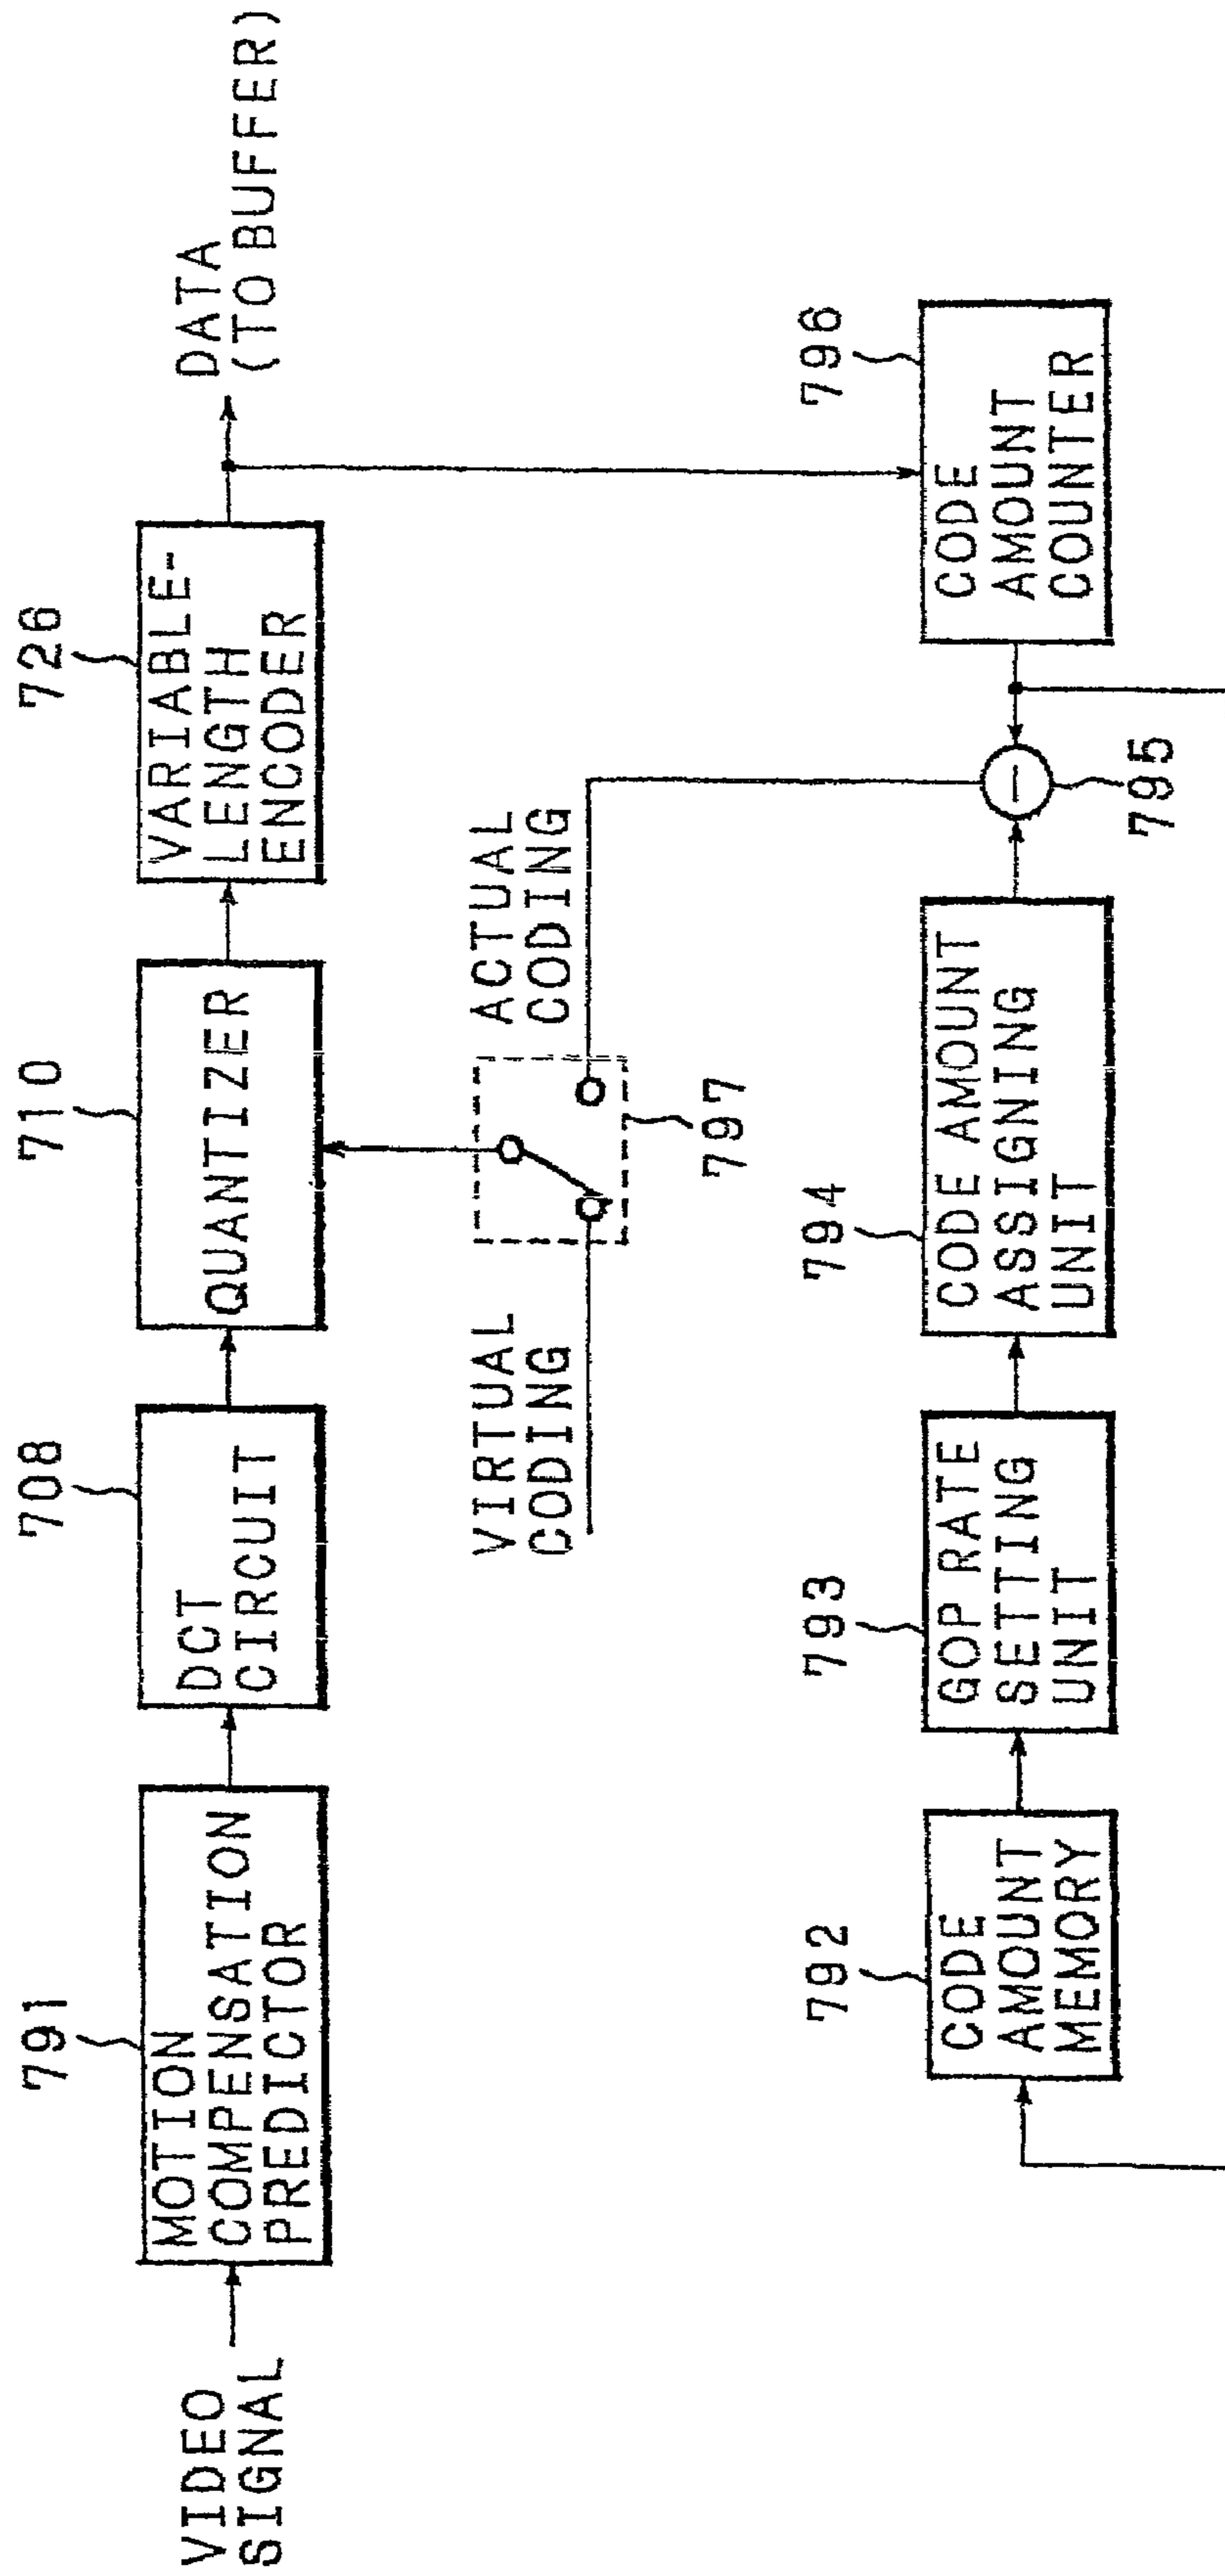 VIDEO
SIGNAL
791
MOTION
COMPENSATION
PREDICTOR
708
DCT
CIRCUIT
710
QUANTIZER
726
VARIABLE-
LENGTH
ENCODER
DATA
(TO BUFFER)
VIRTUAL
CODING
797
ACTUAL
CODING
792
CODE
AMOUNT
MEMORY
793
GOP RATE
SETTING
UNIT
794
CODE AMOUNT
ASSIGNING
UNIT
795
796
CODE
AMOUNT
COUNTER